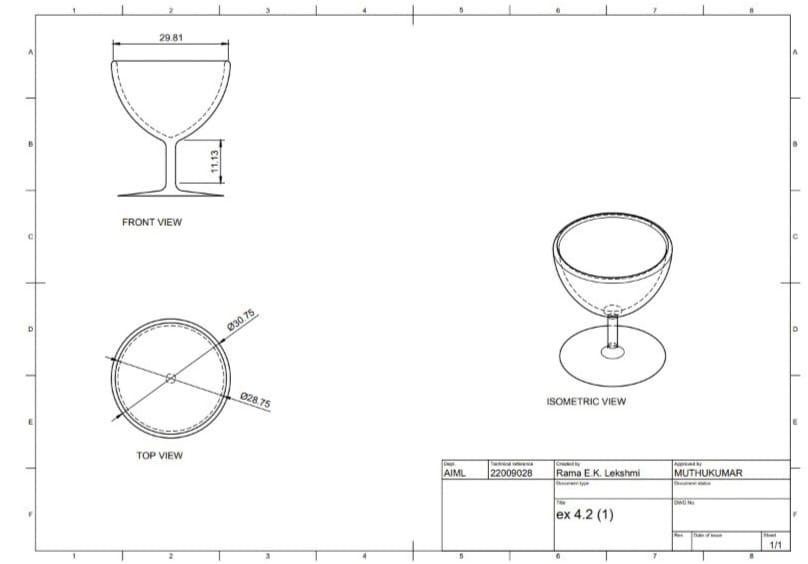 1 2 3 4 5 6 7 8
A A
29.81
B B
11.13
FRONT VIEW
C C
Ø30.75
D D
Ø28.75
ISOMETRIC VIEW
E E
TOP VIEW
Dept. Technical reference Created by Approved by
AIML 22009028 Rama E.K. Lekshmi MUTHUKUMAR
Document type Document status
Title DWG No.
F F
ex 4.2 (1)
Rev. Date of issue Sheet
1/1
1 2 3 4 5 6 7 8